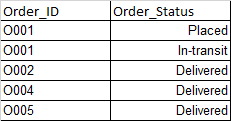 Order_ID Order_Status
O001 Placed
O001 In-transit
O002 Delivered
O004 Delivered
O005 Delivered